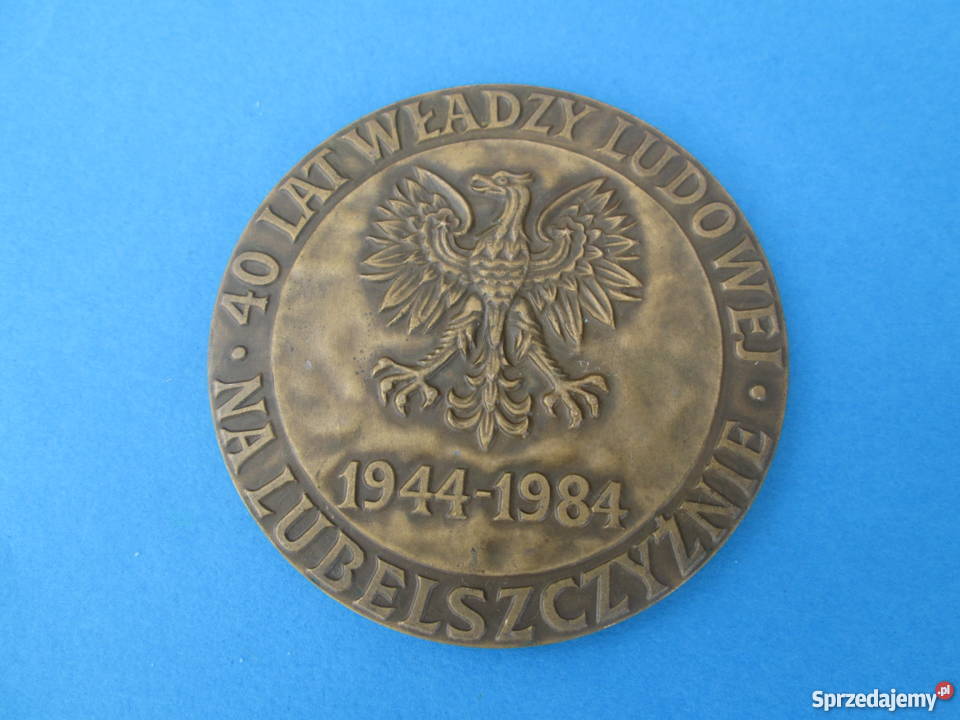 40 LAT WŁADZY LUDOWEJ
NA LUBELSZCZYŹNIE
1944-1984
Sprzedajemy.pl